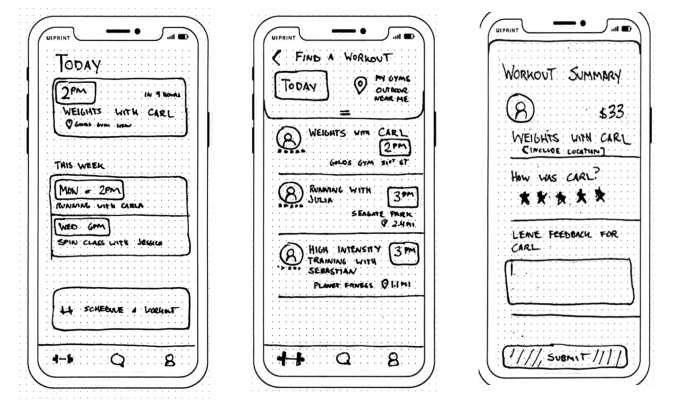 UIPRINT
TODAY
2PM
IN 4 HOURS
WEIGHTS WITH CARL
GOLDS GYM
THIS WEEK
MON @ 2PM
RUNNING WITH CARLA
WED 6PM
SPIN CLASS WITH JESSICA
SCHEDULE A WORKOUT
UIPRINT
FIND A WORKOUT
TODAY
MY GYMS
OUTDOOR
NEAR ME
WEIGHTS WITH CARL
2PM
GOLDS GYM 31ST ST
RUNNING WITH
JULIA
3PM
SEAGATE PARK
2.4MI
HIGH INTENSITY
TRAINING WITH
SEBASTIAN
3PM
PLANET FITNESS 1.1MI
UIPRINT
WORKOUT SUMMARY
$33
WEIGHTS WITH CARL
[INCLUDE LOCATION]
HOW WAS CARL?
LEAVE FEEDBACK FOR
CARL
SUBMIT